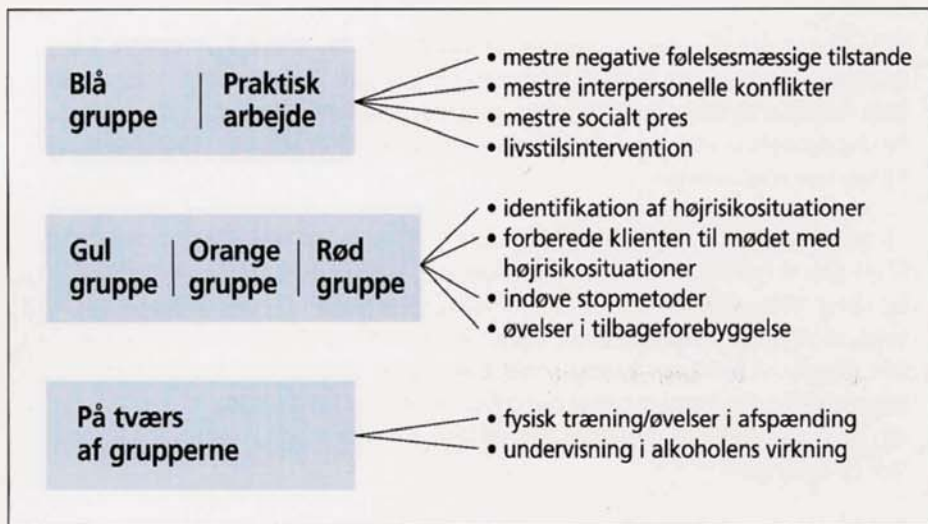 Blå gruppe
Praktisk arbejde
• mestre negative følelsesmæssige tilstande
• mestre interpersonelle konflikter
• mestre socialt pres
• livsstilsintervention
Gul gruppe
Orange gruppe
Rød gruppe
• identifikation af højrisikosituationer
• forberede klienten til mødet med
højrisikosituationer
• indøve stopmetoder
• øvelser i tilbageforebyggelse
På tværs
af grupperne
• fysisk træning/øvelser i afspænding
• undervisning i alkoholens virkning